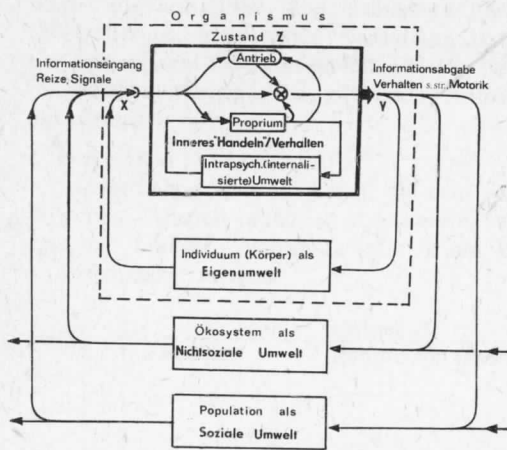 Organismus
Zustand Z
Informationseingang
Reize, Signale
Antrieb
Informationsabgabe
Verhalten s.str., Motorik
X
Y
Proprium
Inneres "Handeln"/Verhalten
Intrapsych. (internali-
sierte) Umwelt
Individuum (Körper) als
Eigenumwelt
Ökosystem als
Nichtsoziale Umwelt
Population als
Soziale Umwelt